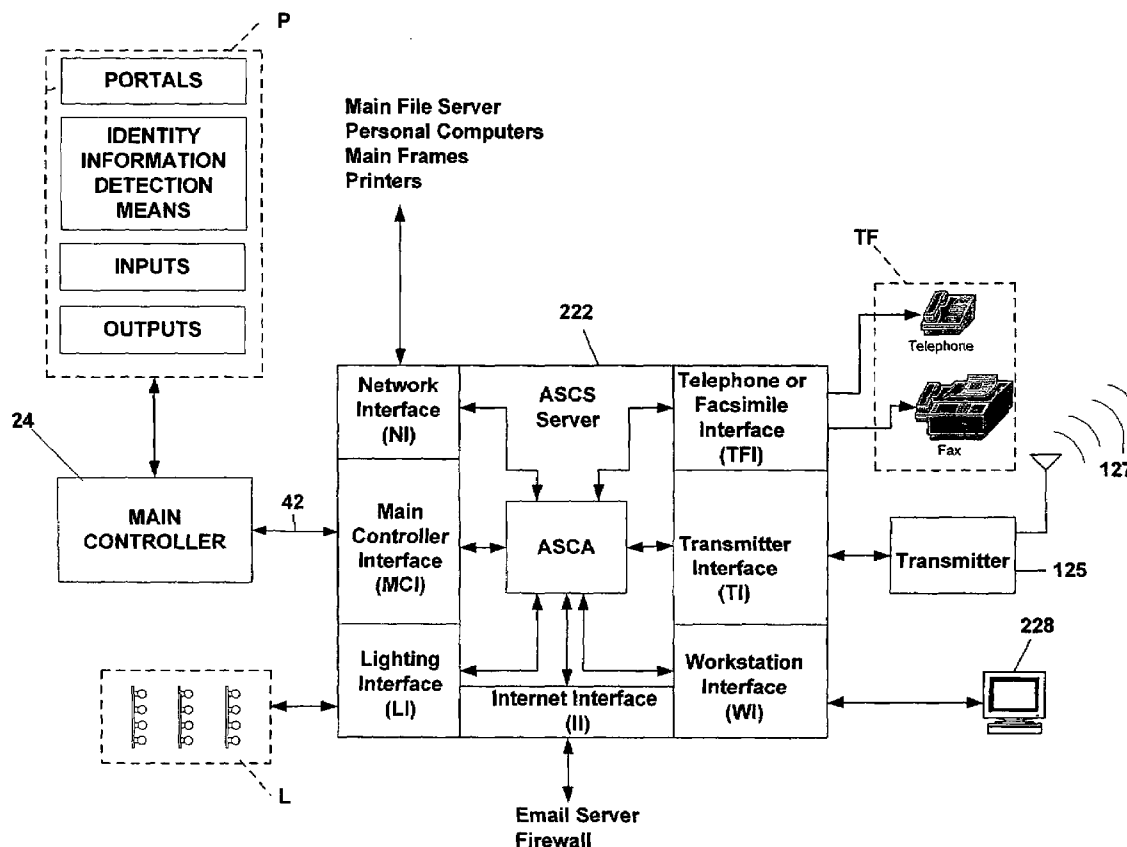 P
PORTALS
IDENTITY
INFORMATION
DETECTION
MEANS
INPUTS
OUTPUTS
24
MAIN
CONTROLLER
42
Main File Server
Personal Computers
Main Frames
Printers
222
Network
Interface
(NI)
ASCS
Server
Telephone or
Facsimile
Interface
(TFI)
Main
Controller
Interface
(MCI)
ASCA
Transmitter
Interface
(TI)
Lighting
Interface
(LI)
Internet Interface
(II)
Workstation
Interface
(WI)
TF
Telephone
Fax
127
Transmitter
125
228
L
Email Server
Firewall